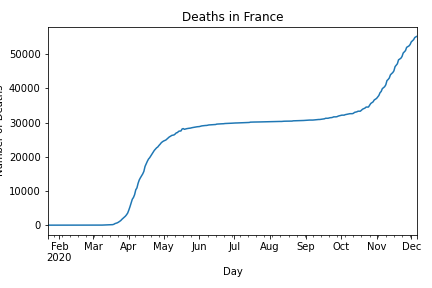 Deaths in France
50000
40000
30000
20000
10000
0
Feb
2020
Mar
Apr
May
Jun
Jul
Aug
Sep
Oct
Nov
Dec
Day